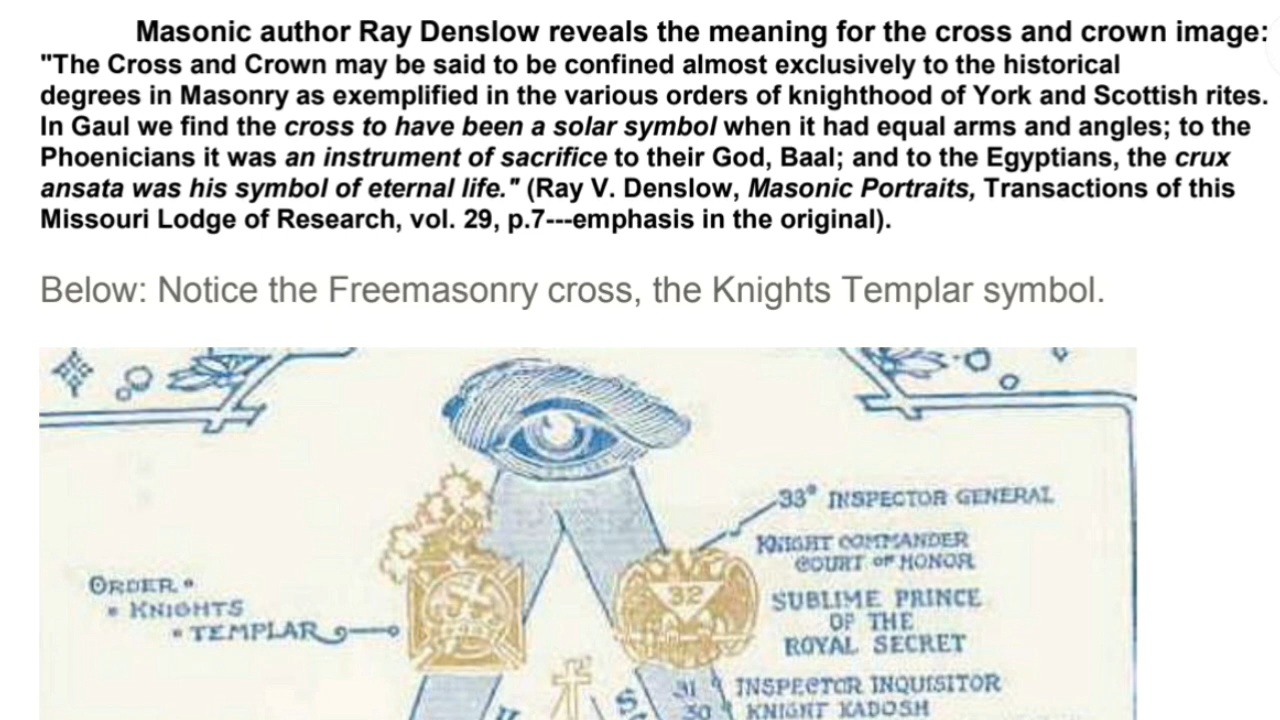 Masonic author Ray Denslow reveals the meaning for the cross and crown image:
"The Cross and Crown may be said to be confined almost exclusively to the historical
degrees in Masonry as exemplified in the various orders of knighthood of York and Scottish rites.
In Gaul we find the cross to have been a solar symbol when it had equal arms and angles; to the
Phoenicians it was an instrument of sacrifice to their God, Baal; and to the Egyptians, the crux
ansata was his symbol of eternal life." (Ray V. Denslow, Masonic Portraits, Transactions of this
Missouri Lodge of Research, vol. 29, p.7---emphasis in the original).
Below: Notice the Freemasonry cross, the Knights Templar symbol.
33° INSPECTOR GENERAL
KNIGHT COMMANDER
COURT OF HONOR
ORDER
KNIGHTS
TEMPLAR
32
SUBLIME PRINCE
OF THE
ROYAL SECRET
31 INSPECTOR INQUISITOR
30 KNIGHT KADOSH
S